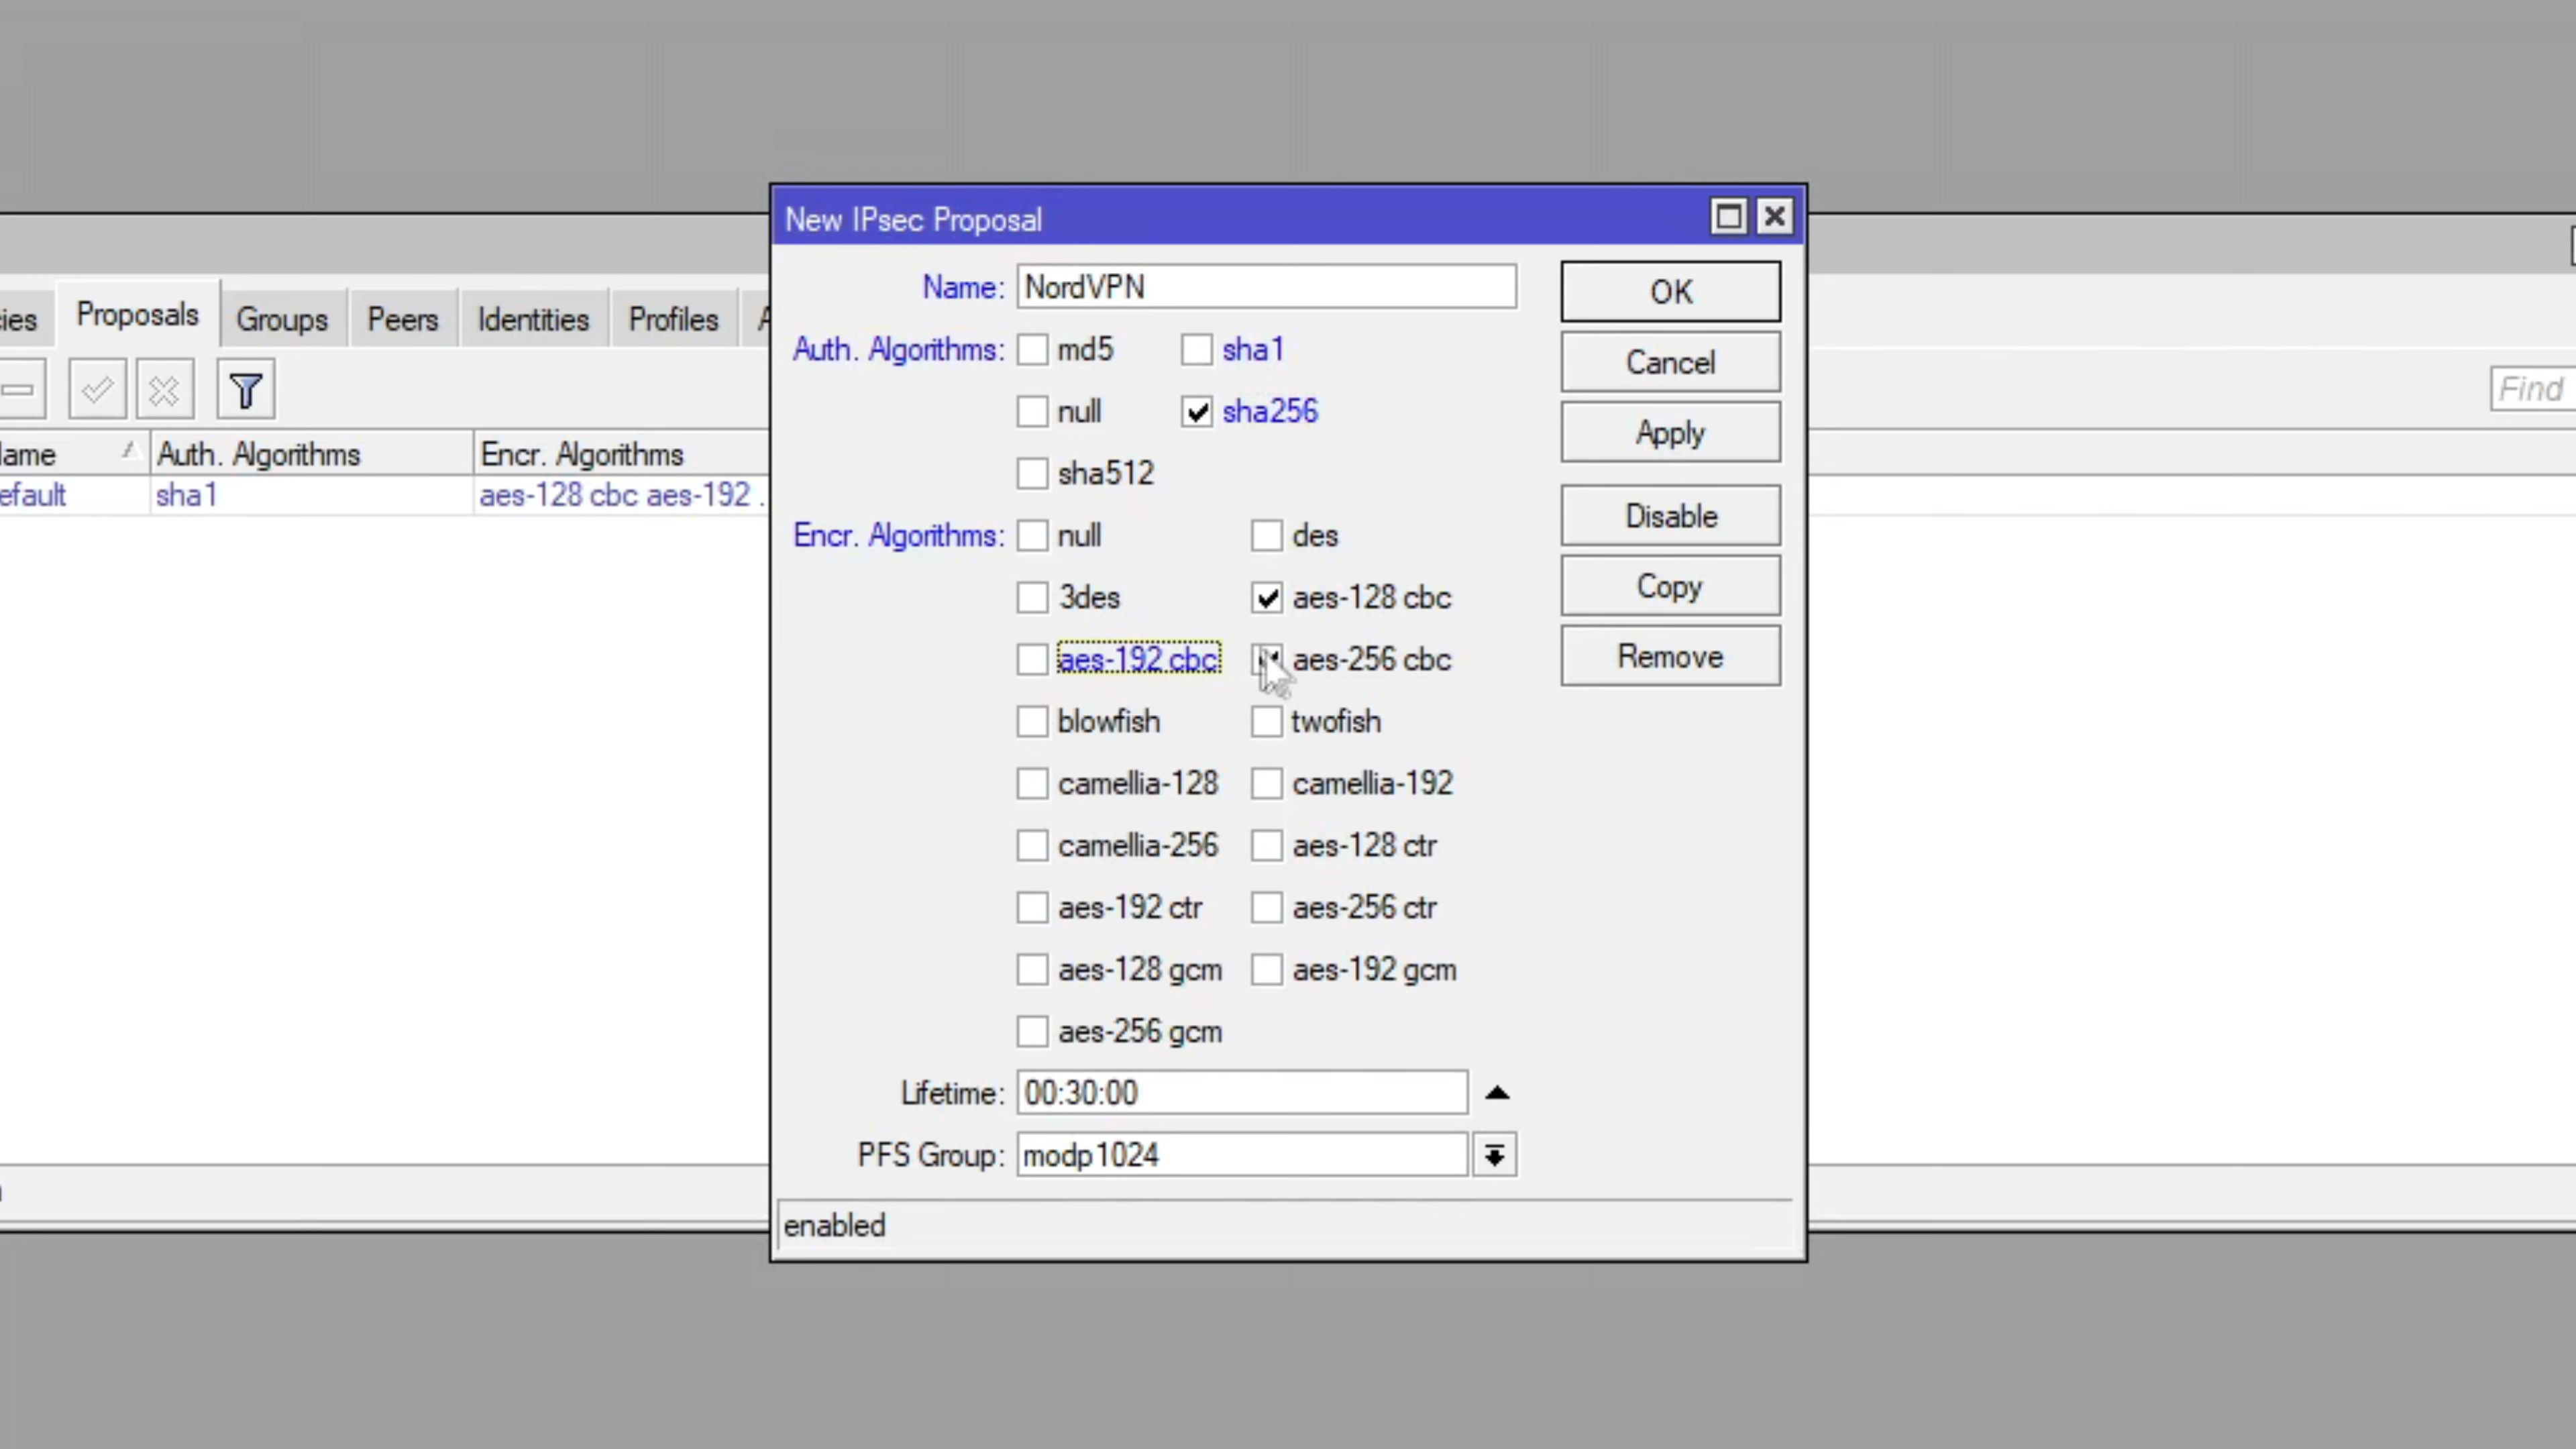 New IPsec Proposal
Name: NordVPN
OK
Auth. Algorithms: md5 sha1
Cancel
null sha256
Apply
sha512
Encr. Algorithms: null des
Disable
3des aes-128 cbc
Copy
aes-192 cbc aes-256 cbc
Remove
blowfish twofish
camellia-128 camellia-192
camellia-256 aes-128 ctr
aes-192 ctr aes-256 ctr
aes-128 gcm aes-192 gcm
aes-256 gcm
Lifetime: 00:30:00
PFS Group: modp1024
enabled
cies Proposals Groups Peers Identities Profiles A
Find
ame Auth. Algorithms Encr. Algorithms
efault sha1 aes-128 cbc aes-192 .